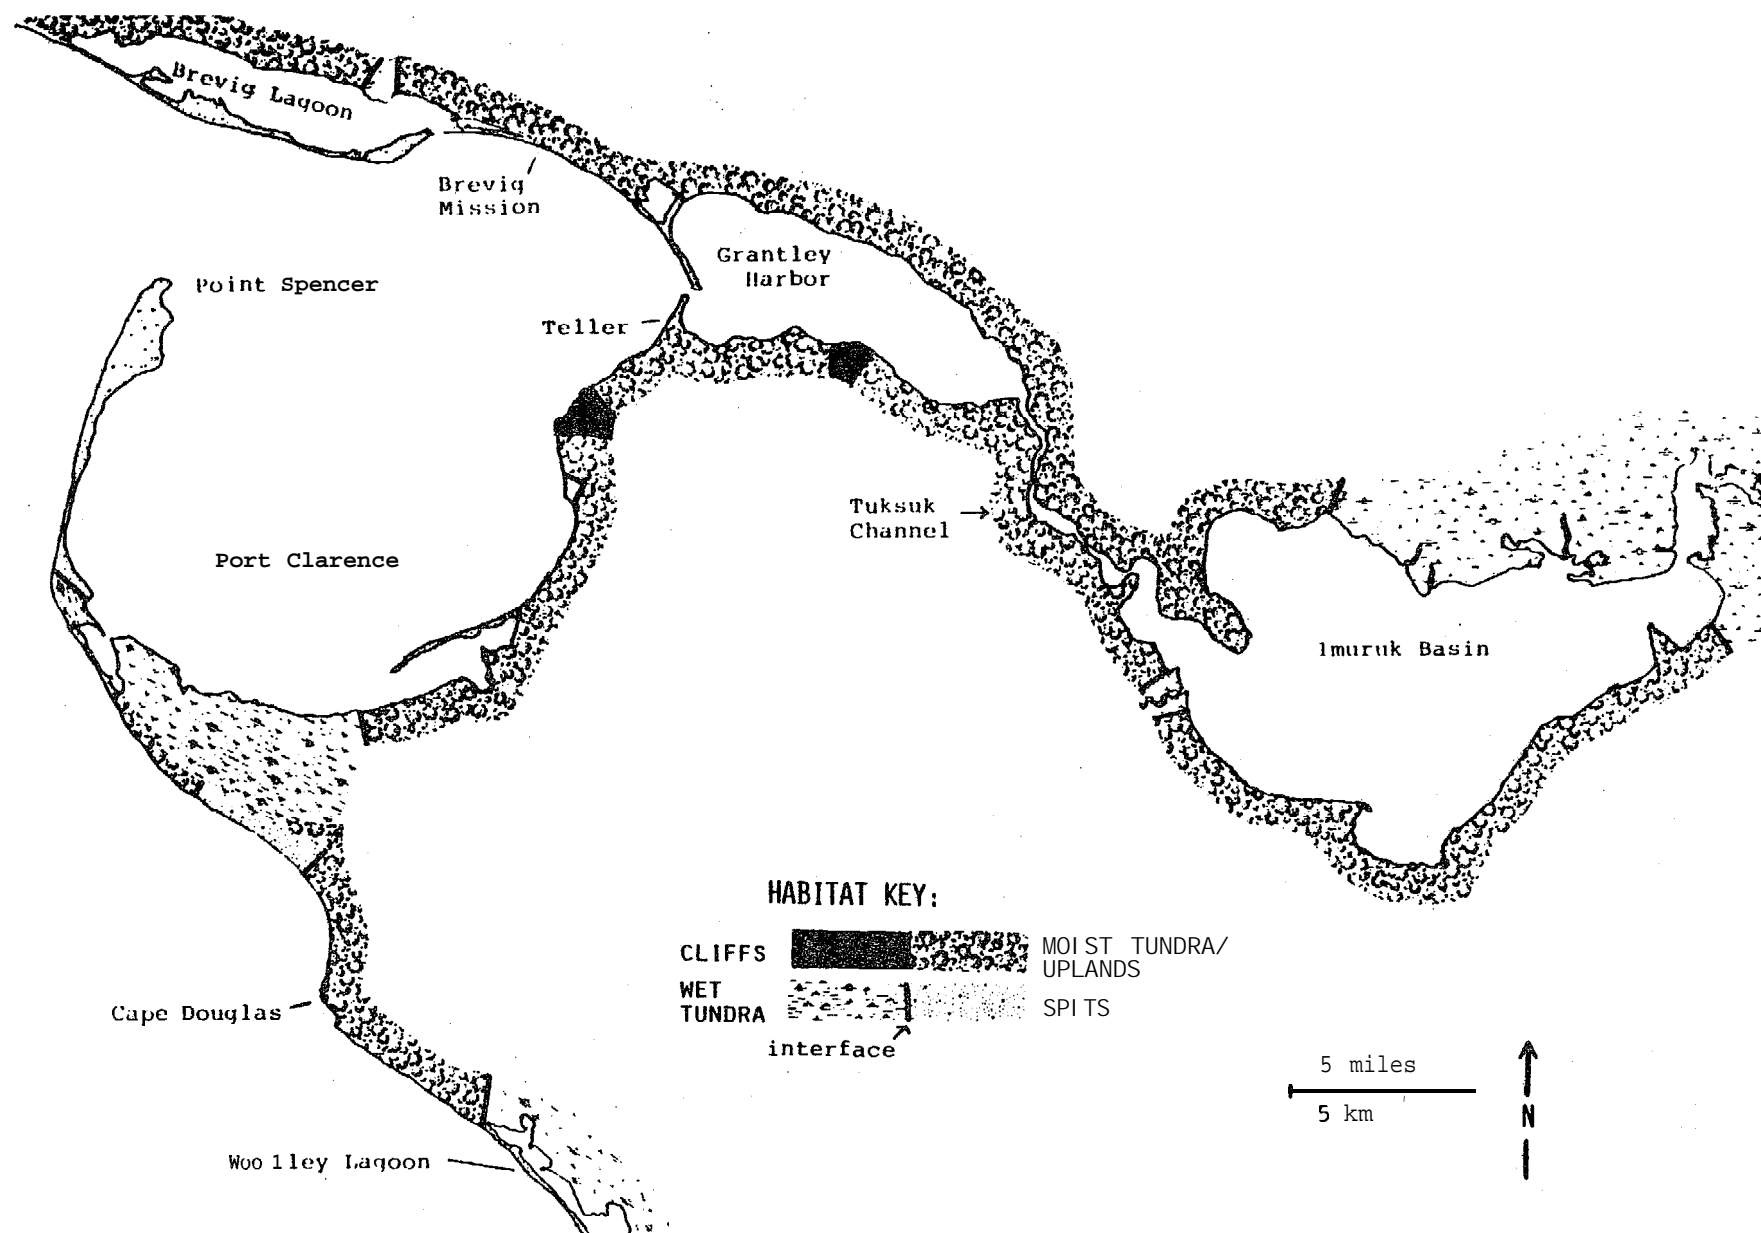 Brevig Lagoon
Brevig
Mission
Grantley
Harbor
Point Spencer
Teller
Tuksuk
Channel
Port Clarence
Imuruk Basin
HABITAT KEY:
CLIFFS
MOIST TUNDRA/
UPLANDS
WET
TUNDRA
SPITS
interface
Cape Douglas
5 miles
5 km
N
Woolley Lagoon